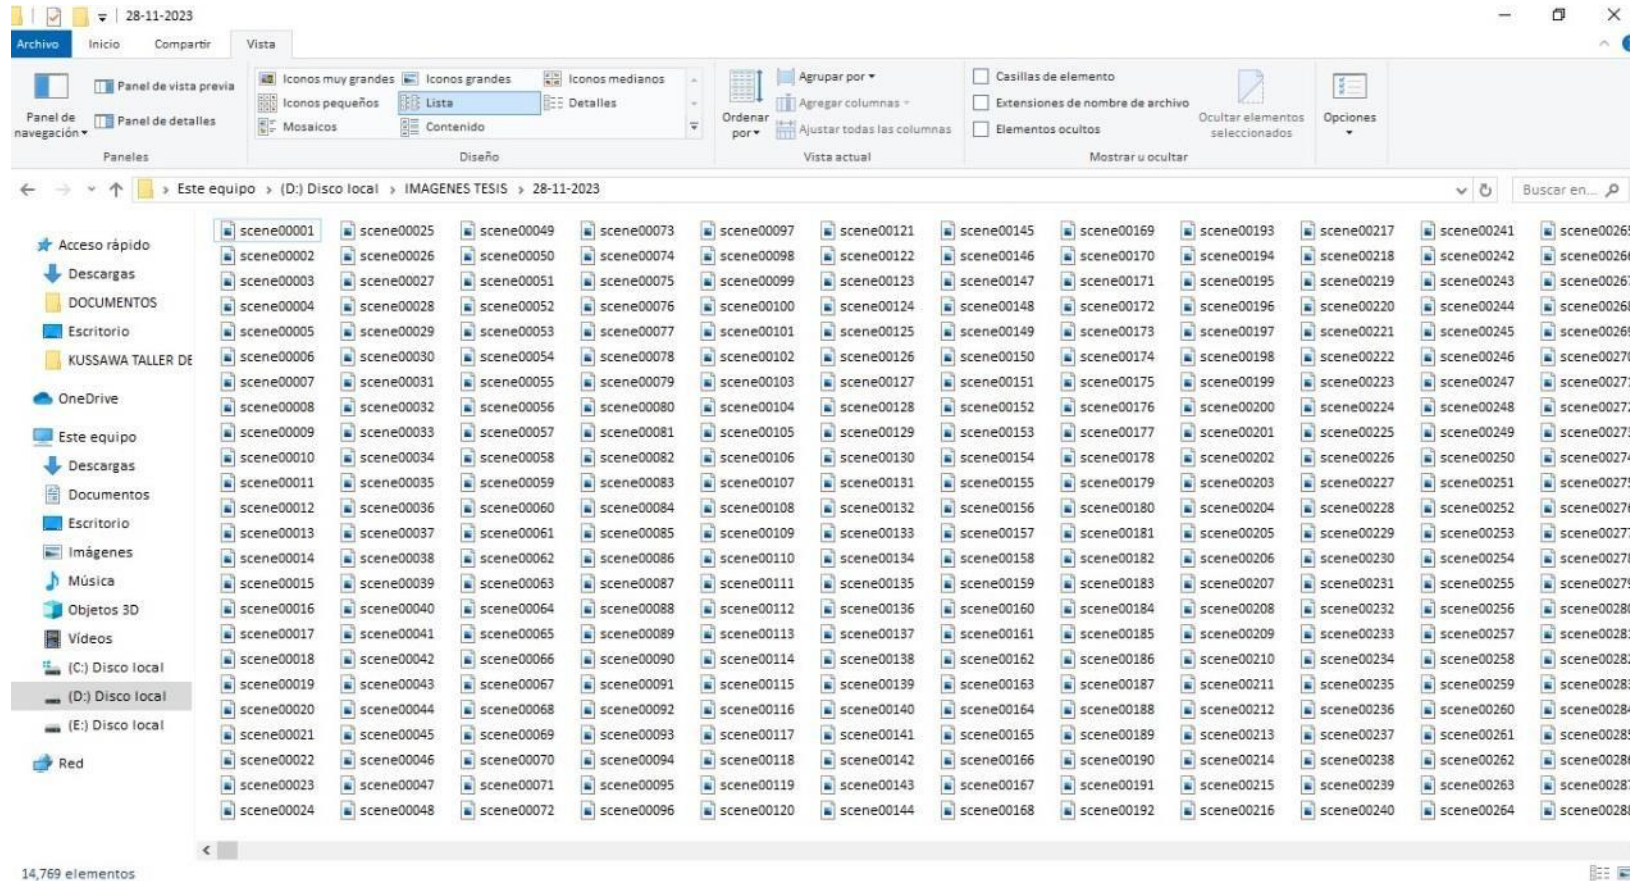 28-11-2023
Archivo Inicio Compartir Vista
Panel de navegación
Panel de vista previa
Panel de detalles
Paneles
Iconos muy grandes Iconos grandes Iconos medianos
Iconos pequeños Lista Detalles
Mosaicos Contenido
Diseño
Ordenar por
Agrupar por
Agregar columnas
Ajustar todas las columnas
Vista actual
Casillas de elemento
Extensiones de nombre de archivo
Elementos ocultos
Ocultar elementos seleccionados
Mostrar u ocultar
Opciones
Este equipo > (D:) Disco local > IMAGENES TESIS > 28-11-2023
Buscar en...
Acceso rápido
Descargas
DOCUMENTOS
Escritorio
KUSSAWA TALLER DE
OneDrive
Este equipo
Descargas
Documentos
Escritorio
Imágenes
Música
Objetos 3D
Vídeos
(C:) Disco local
(D:) Disco local
(E:) Disco local
Red
scene00001 scene00025 scene00049 scene00073 scene00097 scene00121 scene00145 scene00169 scene00193 scene00217 scene00241
scene00002 scene00026 scene00050 scene00074 scene00098 scene00122 scene00146 scene00170 scene00194 scene00218 scene00242
scene00003 scene00027 scene00051 scene00075 scene00099 scene00123 scene00147 scene00171 scene00195 scene00219 scene00243
scene00004 scene00028 scene00052 scene00076 scene00100 scene00124 scene00148 scene00172 scene00196 scene00220 scene00244
scene00005 scene00029 scene00053 scene00077 scene00101 scene00125 scene00149 scene00173 scene00197 scene00221 scene00245
scene00006 scene00030 scene00054 scene00078 scene00102 scene00126 scene00150 scene00174 scene00198 scene00222 scene00246
scene00007 scene00031 scene00055 scene00079 scene00103 scene00127 scene00151 scene00175 scene00199 scene00223 scene00247
scene00008 scene00032 scene00056 scene00080 scene00104 scene00128 scene00152 scene00176 scene00200 scene00224 scene00248
scene00009 scene00033 scene00057 scene00081 scene00105 scene00129 scene00153 scene00177 scene00201 scene00225 scene00249
scene00010 scene00034 scene00058 scene00082 scene00106 scene00130 scene00154 scene00178 scene00202 scene00226 scene00250
scene00011 scene00035 scene00059 scene00083 scene00107 scene00131 scene00155 scene00179 scene00203 scene00227 scene00251
scene00012 scene00036 scene00060 scene00084 scene00108 scene00132 scene00156 scene00180 scene00204 scene00228 scene00252
scene00013 scene00037 scene00061 scene00085 scene00109 scene00133 scene00157 scene00181 scene00205 scene00229 scene00253
scene00014 scene00038 scene00062 scene00086 scene00110 scene00134 scene00158 scene00182 scene00206 scene00230 scene00254
scene00015 scene00039 scene00063 scene00087 scene00111 scene00135 scene00159 scene00183 scene00207 scene00231 scene00255
scene00016 scene00040 scene00064 scene00088 scene00112 scene00136 scene00160 scene00184 scene00208 scene00232 scene00256
scene00017 scene00041 scene00065 scene00089 scene00113 scene00137 scene00161 scene00185 scene00209 scene00233 scene00257
scene00018 scene00042 scene00066 scene00090 scene00114 scene00138 scene00162 scene00186 scene00210 scene00234 scene00258
scene00019 scene00043 scene00067 scene00091 scene00115 scene00139 scene00163 scene00187 scene00211 scene00235 scene00259
scene00020 scene00044 scene00068 scene00092 scene00116 scene00140 scene00164 scene00188 scene00212 scene00236 scene00260
scene00021 scene00045 scene00069 scene00093 scene00117 scene00141 scene00165 scene00189 scene00213 scene00237 scene00261
scene00022 scene00046 scene00070 scene00094 scene00118 scene00142 scene00166 scene00190 scene00214 scene00238 scene00262
scene00023 scene00047 scene00071 scene00095 scene00119 scene00143 scene00167 scene00191 scene00215 scene00239 scene00263
scene00024 scene00048 scene00072 scene00096 scene00120 scene00144 scene00168 scene00192 scene00216 scene00240 scene00264
14,769 elementos